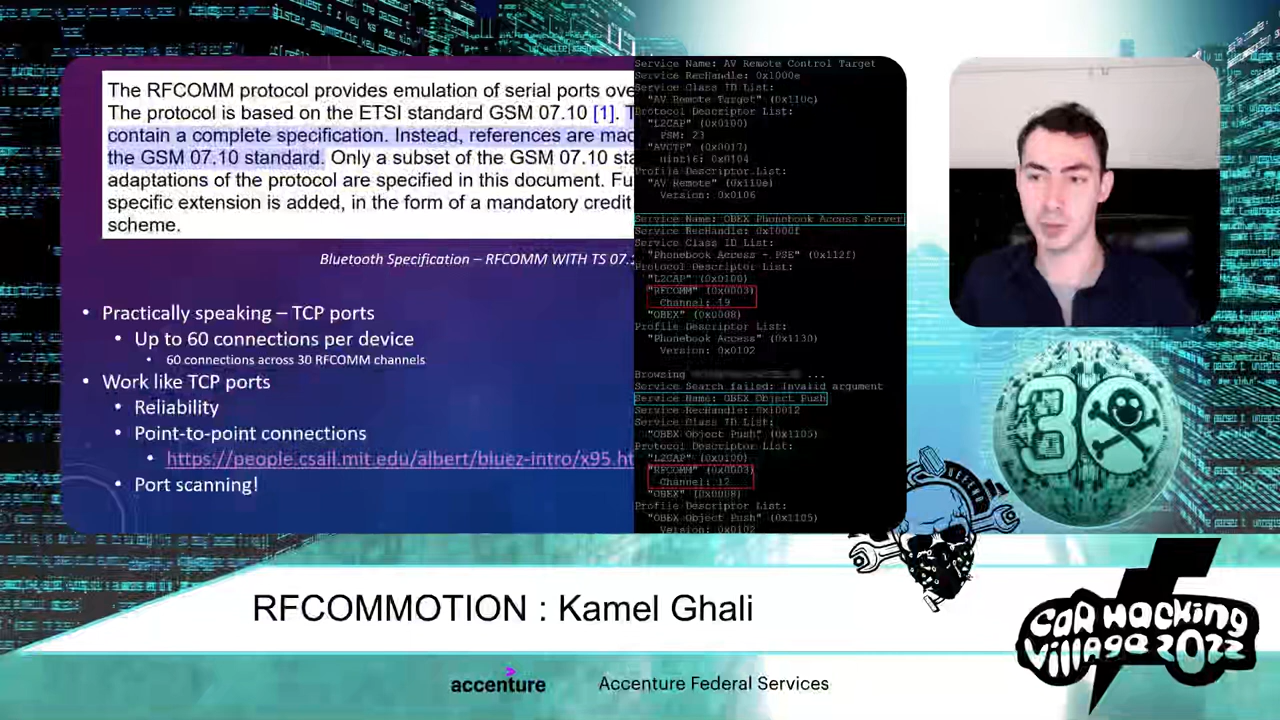 The RFCOMM protocol provides emulation of serial ports ove
The protocol is based on the ETSI standard GSM 07.10 [1]. T
contain a complete specification. Instead, references are mad
the GSM 07.10 standard. Only a subset of the GSM 07.10 sta
adaptations of the protocol are specified in this document. Fu
specific extension is added, in the form of a mandatory credit
scheme.
Bluetooth Specification – RFCOMM WITH TS 07.1
• Practically speaking – TCP ports
• Up to 60 connections per device
• 60 connections across 30 RFCOMM channels
• Work like TCP ports
• Reliability
• Point-to-point connections
• https://people.csail.mit.edu/albert/bluez-intro/x95.ht
• Port scanning!
Service Name: AV Remote Control Target
Service RecHandle: 0x1000e
Service Class ID List:
"AV Remote Target" (0x110c)
Protocol Descriptor List:
"L2CAP" (0x0100)
PSM: 23
"AVCTP" (0x0017)
uint16: 0x0104
Profile Descriptor List:
"AV Remote" (0x110e)
Version: 0x0106
Service Name: OBEX Phonebook Access Server
Service RecHandle: 0x1000f
Service Class ID List:
"Phonebook Access - PSE" (0x112f)
Protocol Descriptor List:
"L2CAP" (0x0100)
"RFCOMM" (0x0003)
Channel: 19
"OBEX" (0x0008)
Profile Descriptor List:
"Phonebook Access" (0x1130)
Version: 0x0102
Browsing ...
Service Search failed: Invalid argument
Service Name: OBEX Object Push
Service RecHandle: 0x10012
Service Class ID List:
"OBEX Object Push" (0x1105)
Protocol Descriptor List:
"L2CAP" (0x0100)
"RFCOMM" (0x0003)
Channel: 12
"OBEX" (0x0008)
Profile Descriptor List:
"OBEX Object Push" (0x1105)
Version: 0x0102
DEFEND
RFCOMMOTION : Kamel Ghali
CAR HACKING
VILLAGE 2022
accenture
Accenture Federal Services